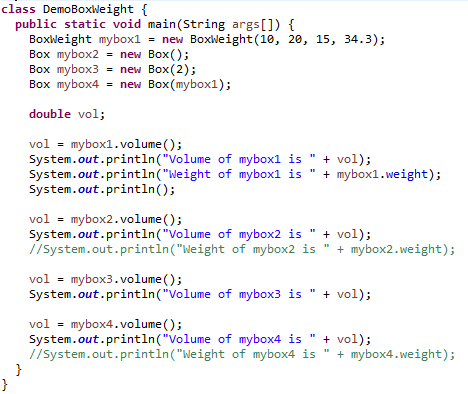 class DemoBoxWeight {
  public static void main(String args[]) {
    BoxWeight mybox1 = new BoxWeight(10, 20, 15, 34.3);
    Box mybox2 = new Box();
    Box mybox3 = new Box(2);
    Box mybox4 = new Box(mybox1);

    double vol;

    vol = mybox1.volume();
    System.out.println("Volume of mybox1 is " + vol);
    System.out.println("Weight of mybox1 is " + mybox1.weight);
    System.out.println();

    vol = mybox2.volume();
    System.out.println("Volume of mybox2 is " + vol);
    //System.out.println("Weight of mybox2 is " + mybox2.weight);

    vol = mybox3.volume();
    System.out.println("Volume of mybox3 is " + vol);

    vol = mybox4.volume();
    System.out.println("Volume of mybox4 is " + vol);
    //System.out.println("Weight of mybox4 is " + mybox4.weight);
  }
}